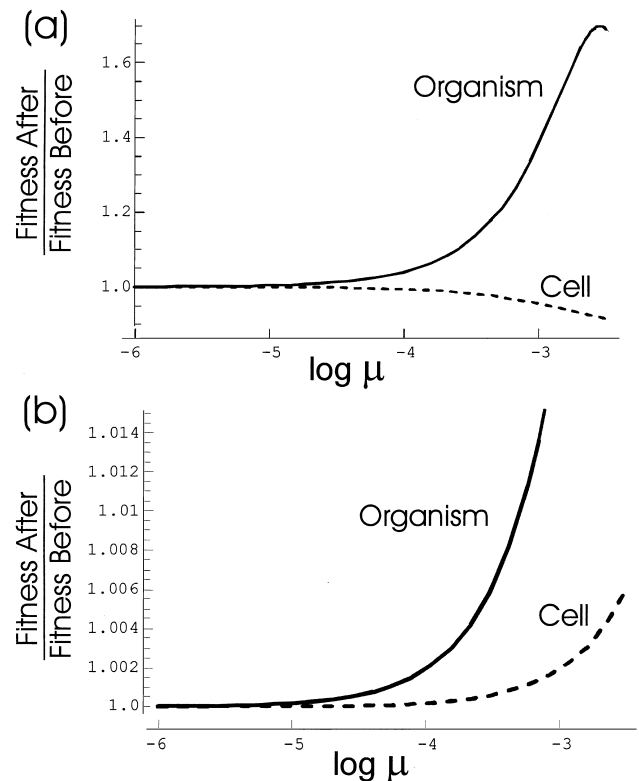 (a)
Fitness After
Fitness Before
1.6
1.4
1.2
1.0
Organism
Cell
-6
-5
-4
-3
log μ
(b)
Fitness After
Fitness Before
1.014
1.012
1.01
1.008
1.006
1.004
1.002
1.0
Organism
Cell
-6
-5
-4
-3
log μ